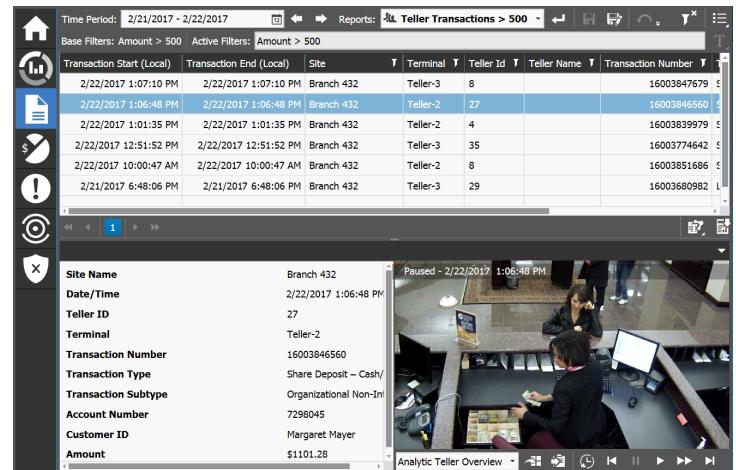 Time Period: 2/21/2017 - 2/22/2017 12 Reports: Teller Transactions > 500
Base Filters: Amount > 500 Active Filters: Amount > 500
Transaction Start (Local) Transaction End (Local) Site Terminal Teller Id Teller Name Transaction Number
2/22/2017 1:07:10 PM 2/22/2017 1:07:10 PM Branch 432 Teller-3 8 16003847679 S
2/22/2017 1:06:48 PM 2/22/2017 1:06:48 PM Branch 432 Teller-2 27 16003846560 S
2/22/2017 1:01:35 PM 2/22/2017 1:01:35 PM Branch 432 Teller-2 4 16003839979 S
2/22/2017 12:51:52 PM 2/22/2017 12:51:52 PM Branch 432 Teller-3 35 16003774642 S
2/22/2017 10:00:47 AM 2/22/2017 10:00:47 AM Branch 432 Teller-2 8 16003851686 S
2/21/2017 6:48:06 PM 2/21/2017 6:48:06 PM Branch 432 Teller-3 29 16003680982 L
1
Site Name Branch 432
Date/Time 2/22/2017 1:06:48 PM
Teller ID 27
Terminal Teller-2
Transaction Number 16003846560
Transaction Type Share Deposit – Cash/
Transaction Subtype Organizational Non-Int
Account Number 7298045
Customer ID Margaret Mayer
Amount $1101.28
Paused - 2/22/2017 1:06:48 PM
Analytic Teller Overview